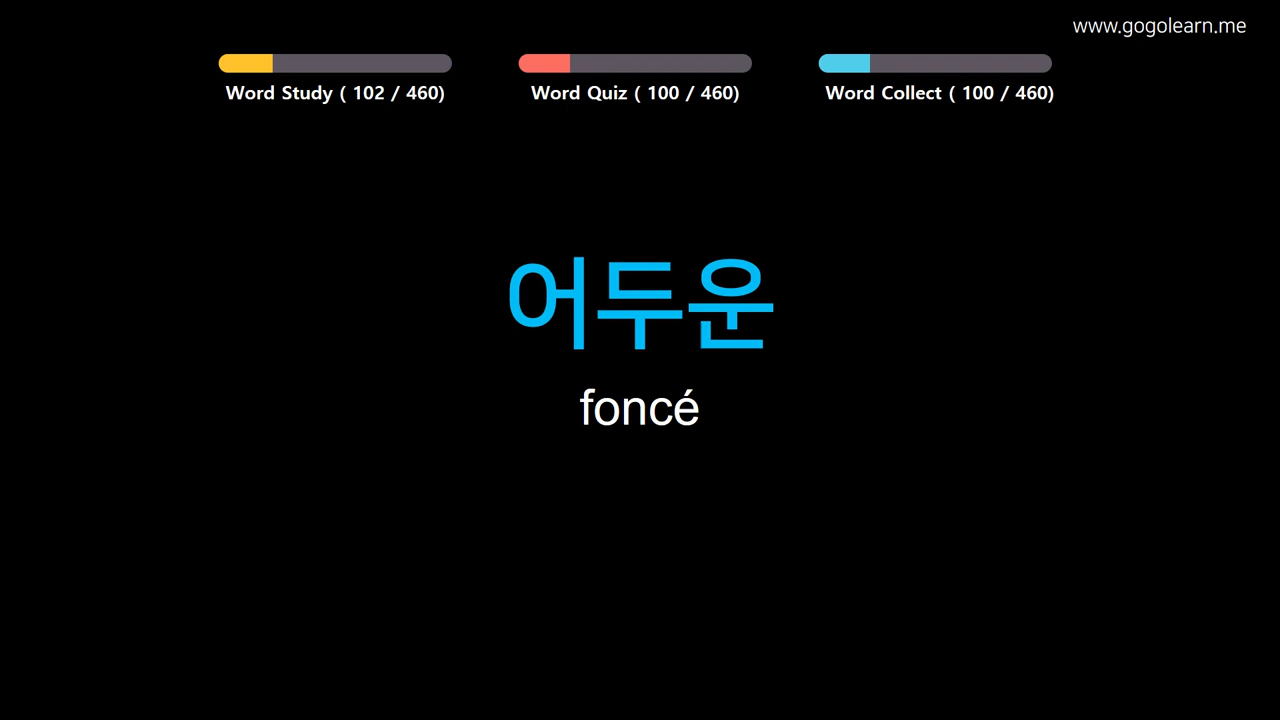 www.gogolearn.me
Word Study ( 102 / 460)
Word Quiz ( 100 / 460)
Word Collect ( 100 / 460)
어두운
foncé